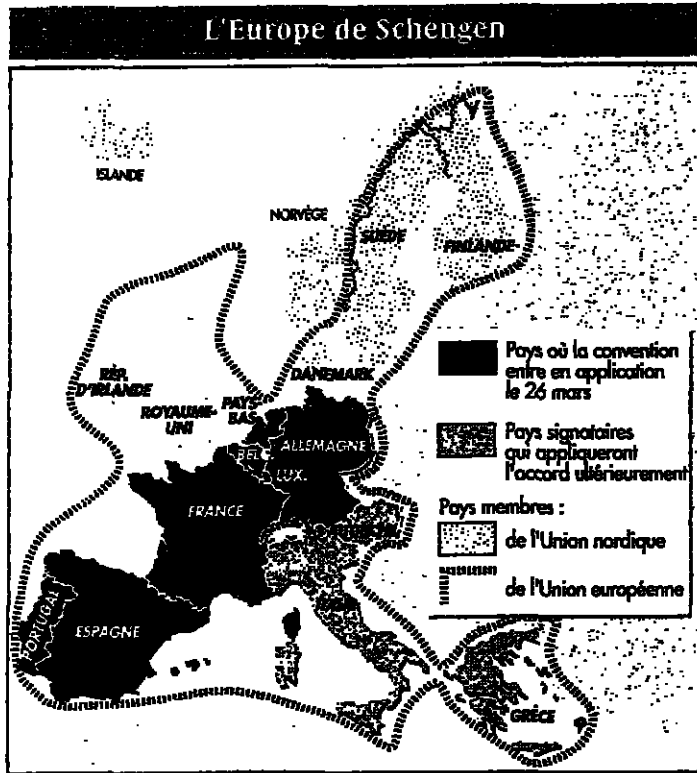 L'Europe de Schengen
ISLANDE
NORVÈGE
SUÈDE
FINLANDE
RÉP.
D'IRLANDE
ROYAUME-
UNI
PAYS-
BAS
DANEMARK
BEL.
ALLEMAGNE
LUX.
FRANCE
PORTUGAL
ESPAGNE
GRÈCE
Pays où la convention
entre en application
le 26 mars
Pays signataires
qui appliqueront
l'accord ultérieurement
Pays membres :
de l'Union nordique
de l'Union européenne